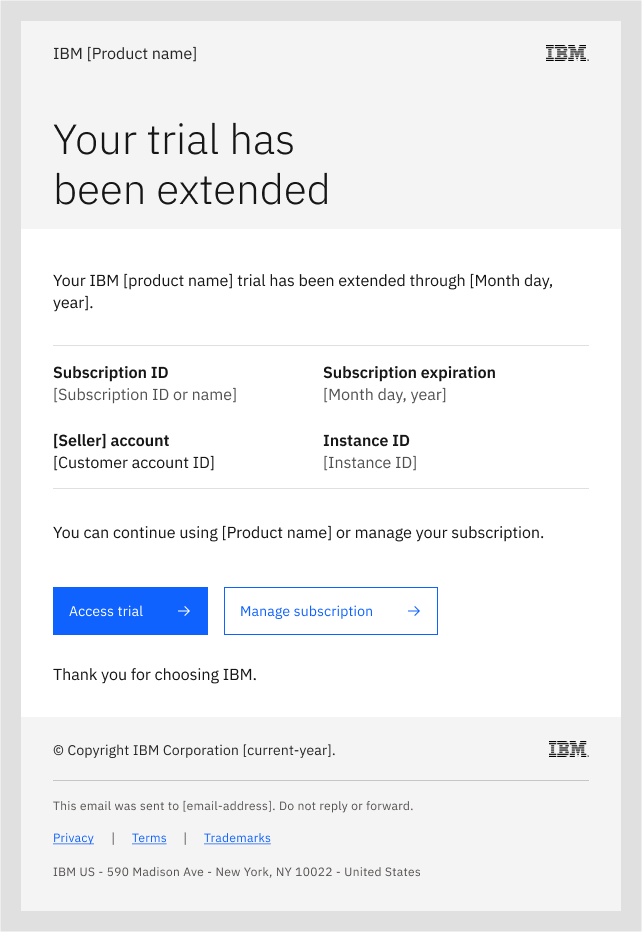 IBM [Product name]
IBM
Your trial has
been extended
Your IBM [product name] trial has been extended through [Month day,
year].
Subscription ID
[Subscription ID or name]
Subscription expiration
[Month day, year]
[Seller] account
[Customer account ID]
Instance ID
[Instance ID]
You can continue using [Product name] or manage your subscription.
Access trial →
Manage subscription →
Thank you for choosing IBM.
© Copyright IBM Corporation [current-year].
IBM
This email was sent to [email-address]. Do not reply or forward.
Privacy | Terms | Trademarks
IBM US - 590 Madison Ave - New York, NY 10022 - United States